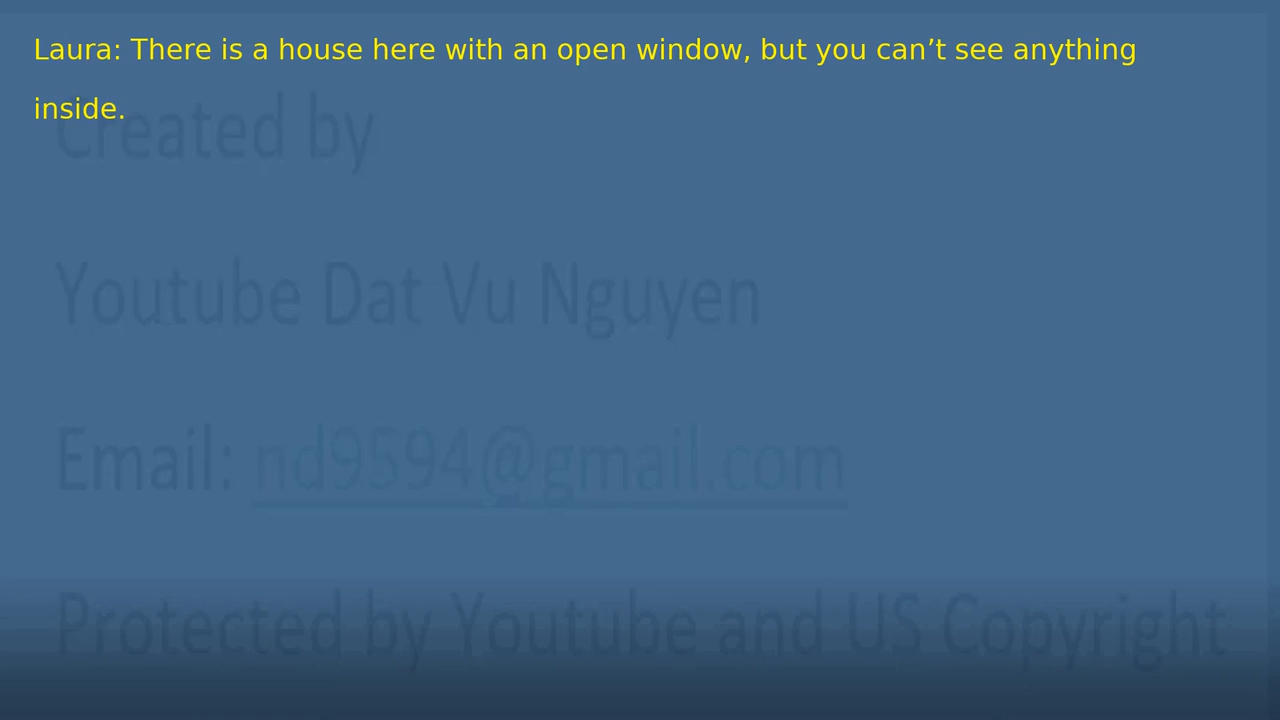 Laura: There is a house here with an open window, but you can’t see anything
inside.
Created by
Youtube Dat Vu Nguyen
Email: nd9594@gmail.com
Protected by Youtube and US Copyright